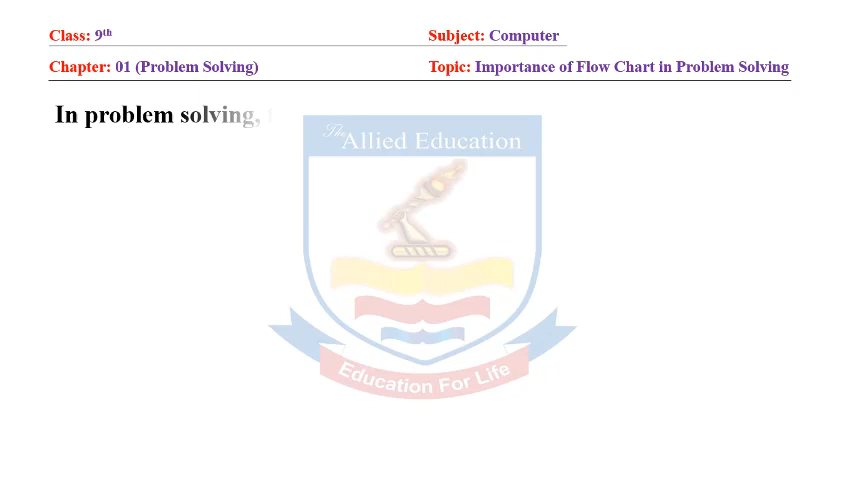 Class: 9th
Subject: Computer
Chapter: 01 (Problem Solving)
Topic: Importance of Flow Chart in Problem Solving
In problem solving,
The Allied Education
Education For Life